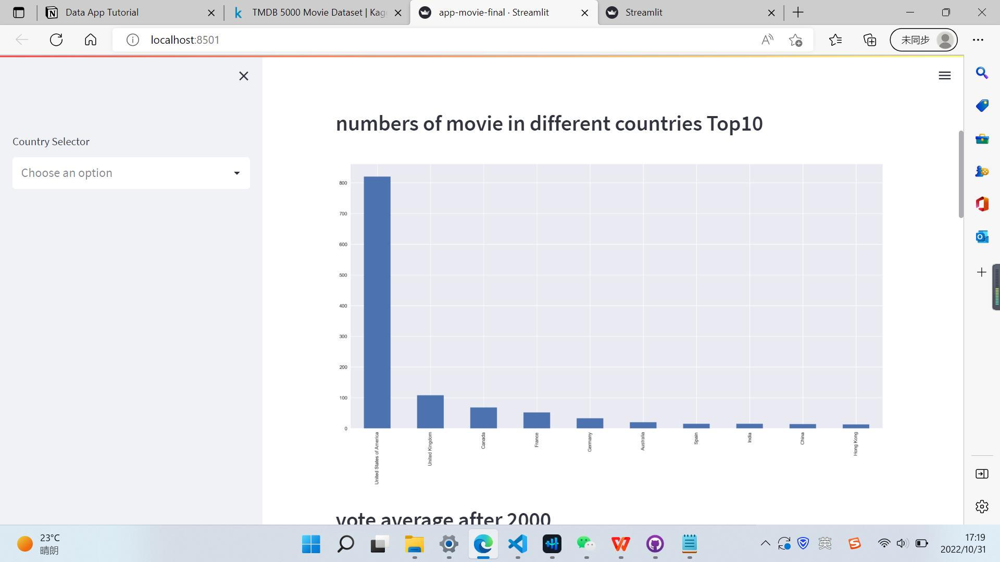 Data App Tutorial
TMDB 5000 Movie Dataset | Kag
app-movie-final · Streamlit
Streamlit
localhost:8501
未同步
Country Selector
Choose an option
numbers of movie in different countries Top10
800
700
600
500
400
300
200
100
0
United States of America
United Kingdom
Canada
France
Germany
Australia
Spain
India
China
Hong Kong
vote average after 2000
23°C
晴朗
英
17:19
2022/10/31